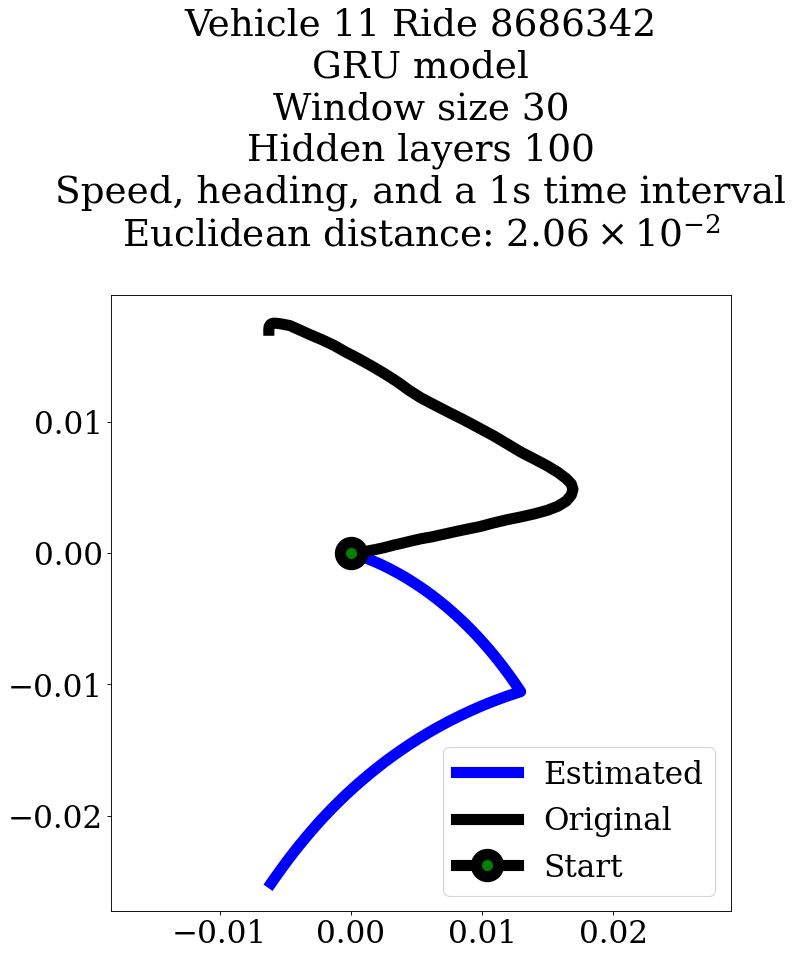 Vehicle 11 Ride 8686342
GRU model
Window size 30
Hidden layers 100
Speed, heading, and a 1s time interval
Euclidean distance: 2.06 × 10⁻²
0.01
0.00
−0.01
−0.02
Estimated
Original
Start
−0.01 0.00 0.01 0.02